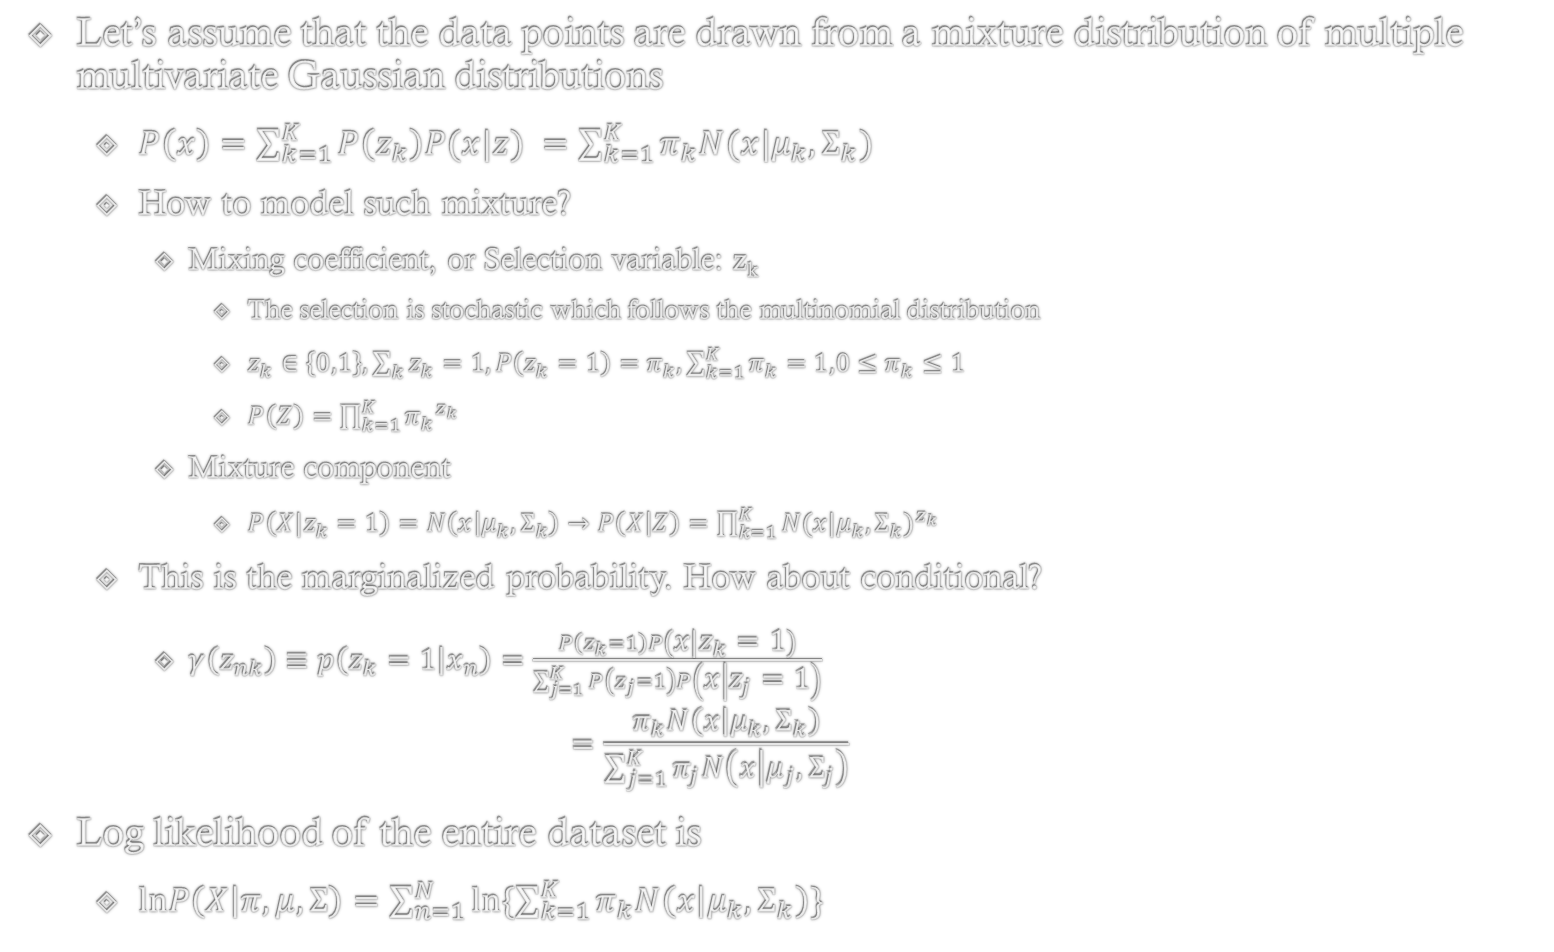 Let's assume that the data points are drawn from a mixture distribution of multiple
multivariate Gaussian distributions
P(x) = ∑_{k=1}^{K} P(z_k)P(x|z) = ∑_{k=1}^{K} π_k N(x|μ_k, Σ_k)
How to model such mixture?
Mixing coefficient, or Selection variable: z_k
The selection is stochastic which follows the multinomial distribution
z_k ∈ {0,1}, ∑_k z_k = 1, P(z_k = 1) = π_k, ∑_{k=1}^{K} π_k = 1,0 ≤ π_k ≤ 1
P(Z) = ∏_{k=1}^{K} π_k^{z_k}
Mixture component
P(X|z_k = 1) = N(x|μ_k, Σ_k) → P(X|Z) = ∏_{k=1}^{K} N(x|μ_k, Σ_k)^{z_k}
This is the marginalized probability. How about conditional?
γ(z_{nk}) ≡ p(z_k = 1|x_n) = \frac{P(z_k=1)P(x|z_k = 1)}{∑_{j=1}^{K} P(z_j=1)P(x|z_j = 1)}
= \frac{π_k N(x|μ_k, Σ_k)}{∑_{j=1}^{K} π_j N(x|μ_j, Σ_j)}
Log likelihood of the entire dataset is
lnP(X|π, μ, Σ) = ∑_{n=1}^{N} ln{∑_{k=1}^{K} π_k N(x|μ_k, Σ_k)}